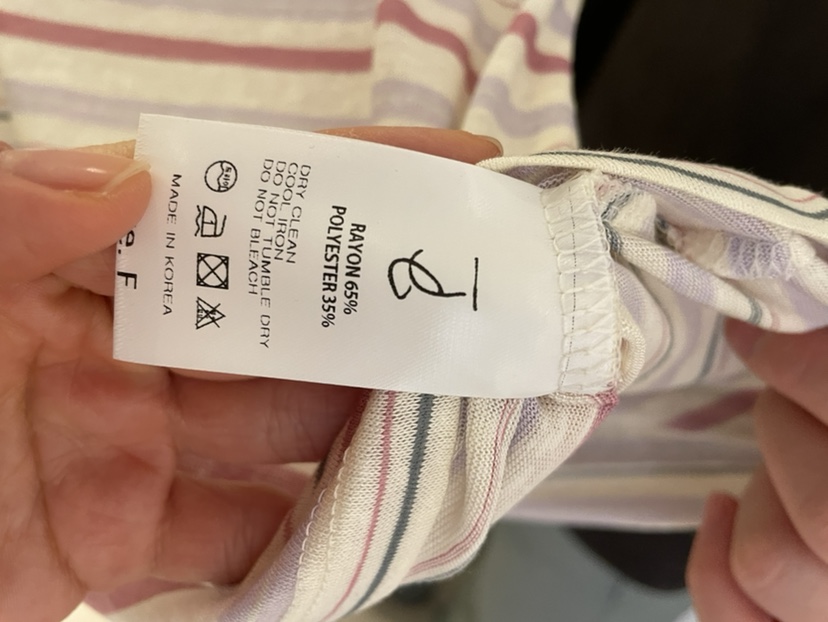 RAYON 65%
POLYESTER 35%
DRY CLEAN
COOL IRON
DO NOT TUMBLE DRY
DO NOT BLEACH
MADE IN KOREA